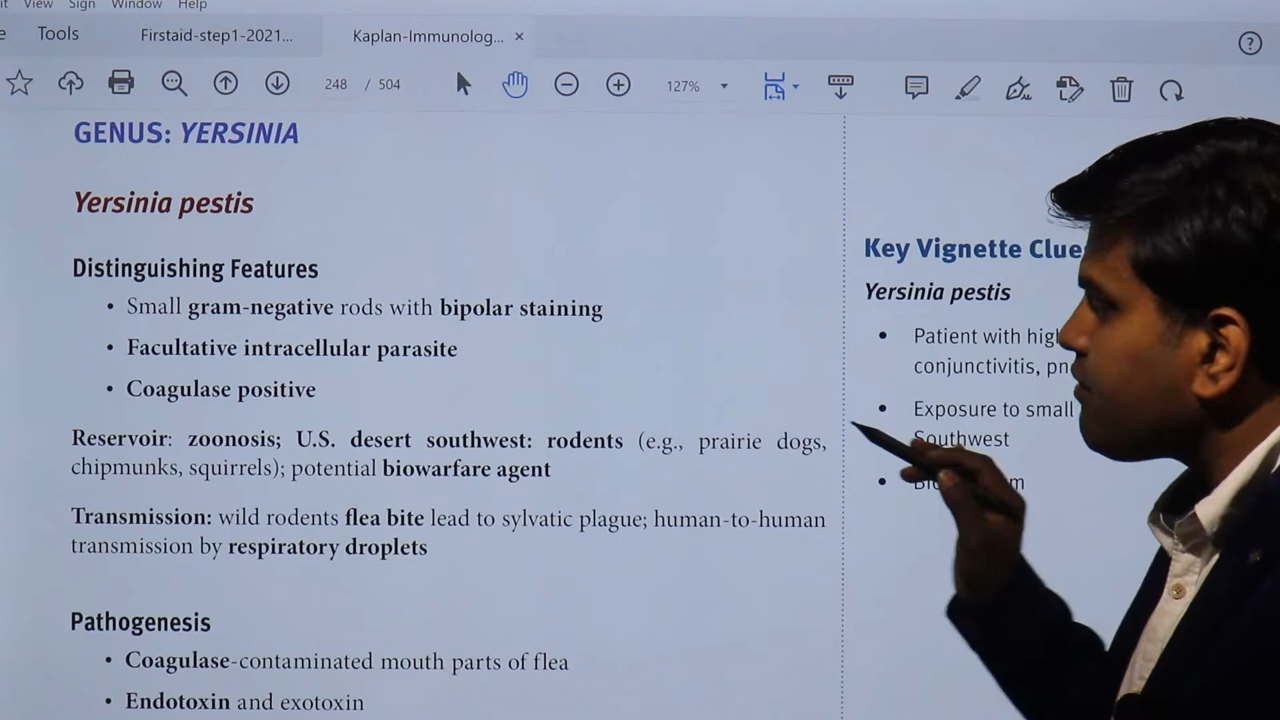 it View Sign Window Help
e Tools Firstaid-step1-2021... Kaplan-Immunolog... ×
?
248 / 504 127%
GENUS: YERSINIA
Yersinia pestis
Distinguishing Features
• Small gram-negative rods with bipolar staining
• Facultative intracellular parasite
• Coagulase positive
Reservoir: zoonosis; U.S. desert southwest: rodents (e.g., prairie dogs,
chipmunks, squirrels); potential biowarfare agent
Transmission: wild rodents flea bite lead to sylvatic plague; human-to-human
transmission by respiratory droplets
Pathogenesis
• Coagulase-contaminated mouth parts of flea
• Endotoxin and exotoxin
Key Vignette Clue
Yersinia pestis
• Patient with hig
conjunctivitis, pn
• Exposure to small
Southwest
•